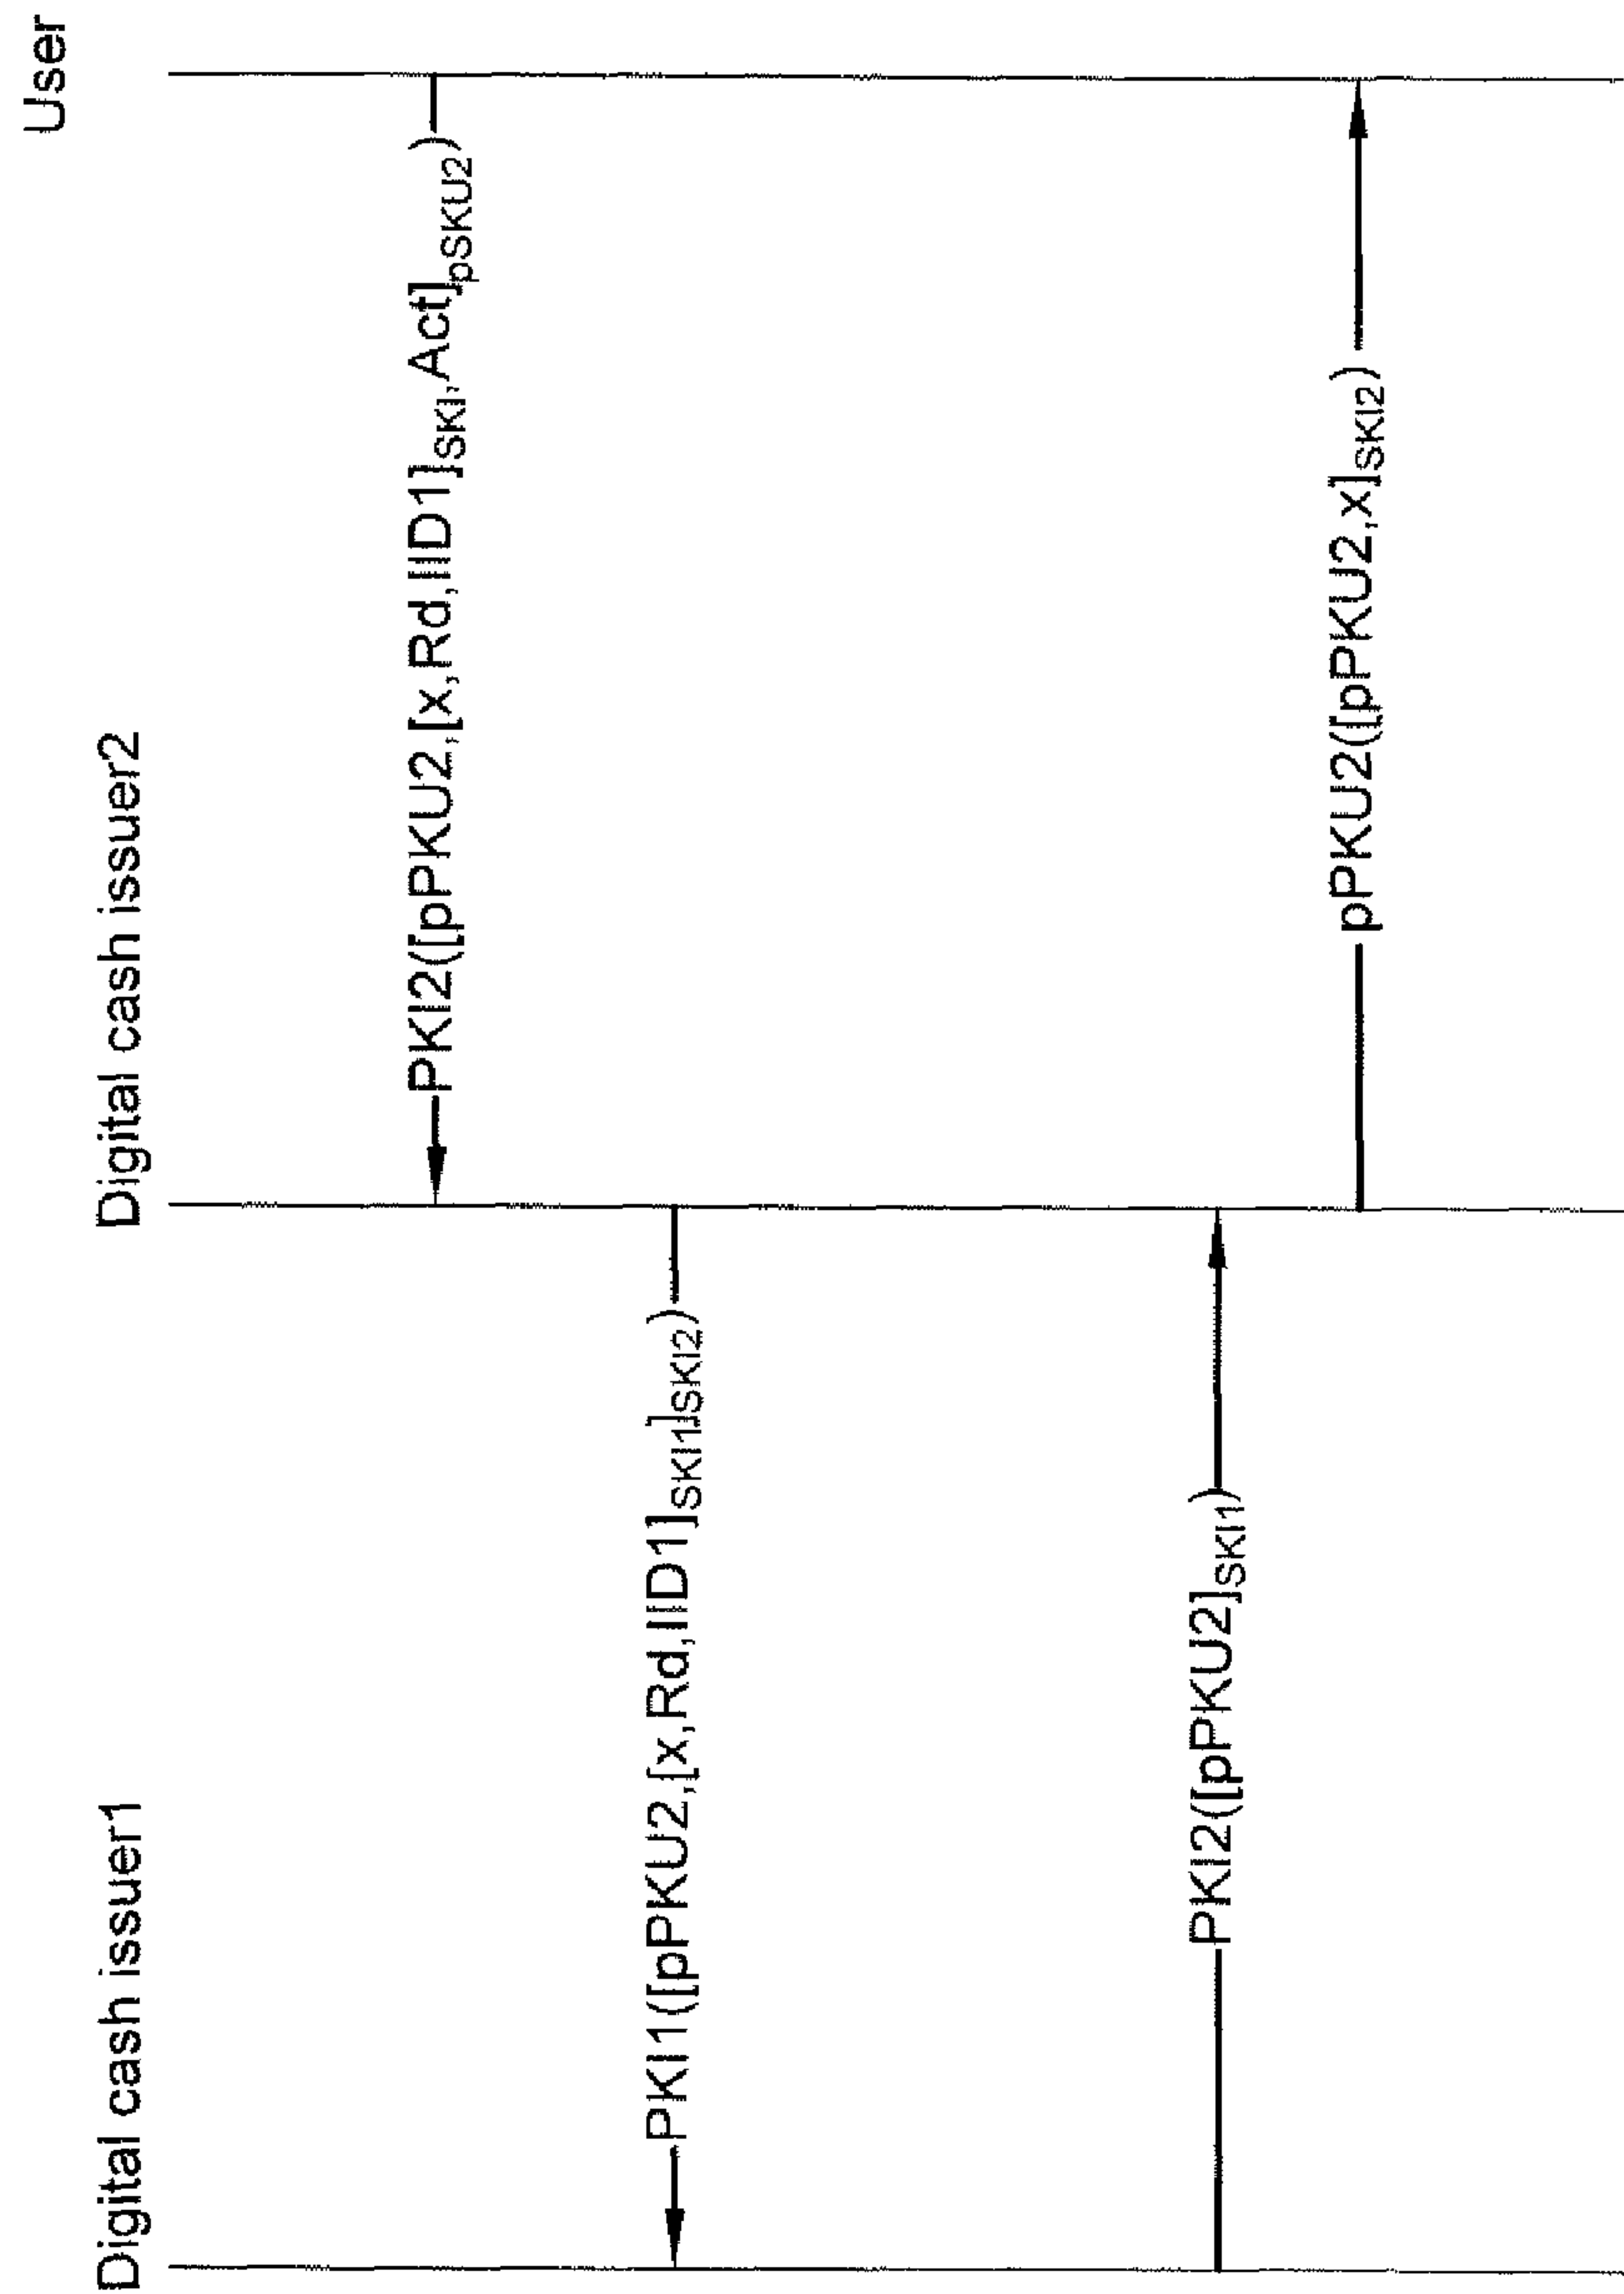 Digital cash issuer1
Digital cash issuer2
User
PKI2([pPKU2,[x,Rd,IID1]SKI,Act]pSKU2)
PKI1([pPKU2,[x,Rd,IID1]SKI1]SKI2)
PKI2([pPKU2]SKI1)
pPKU2([pPKU2,x]SKI2)